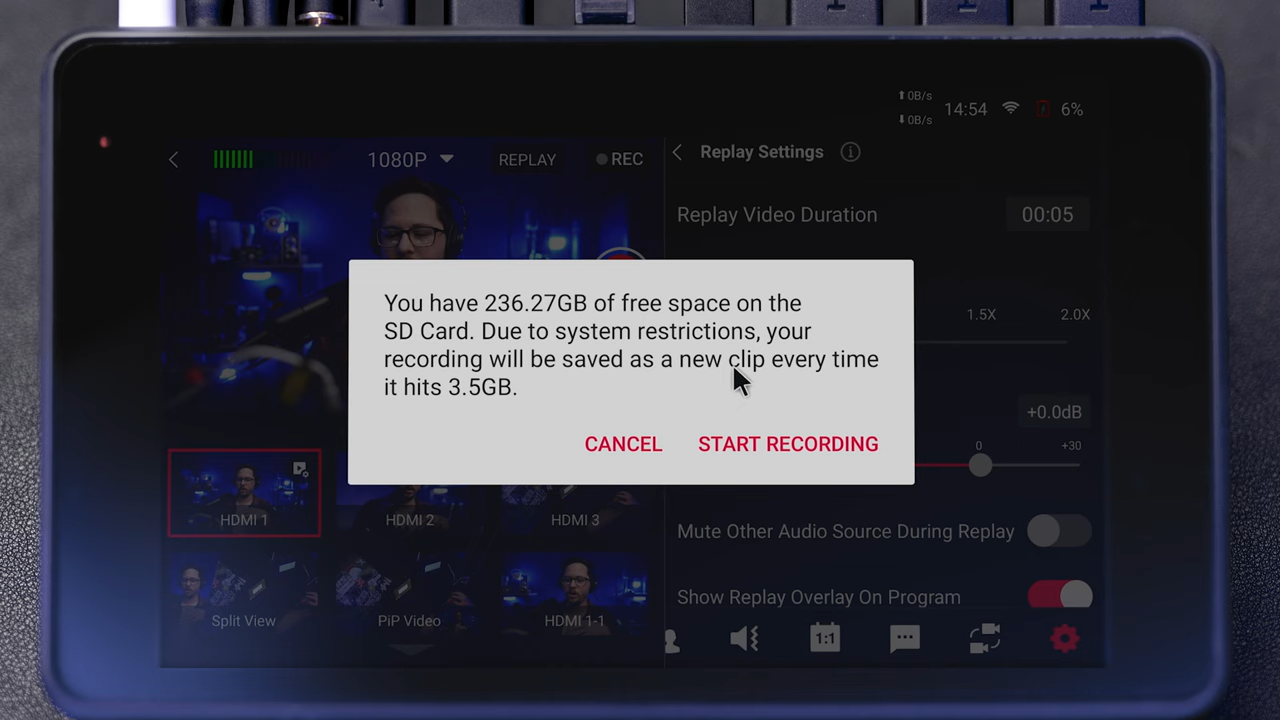 ↑ 0B/s
↓ 0B/s
14:54
6%
1080P
REPLAY
REC
Replay Settings
Replay Video Duration
00:05
You have 236.27GB of free space on the
SD Card. Due to system restrictions, your
recording will be saved as a new clip every time
it hits 3.5GB.
CANCEL
START RECORDING
1.5X
2.0X
+0.0dB
0
+30
HDMI 1
HDMI 2
HDMI 3
Mute Other Audio Source During Replay
Split View
PiP Video
HDMI 1-1
Show Replay Overlay On Program
1:1